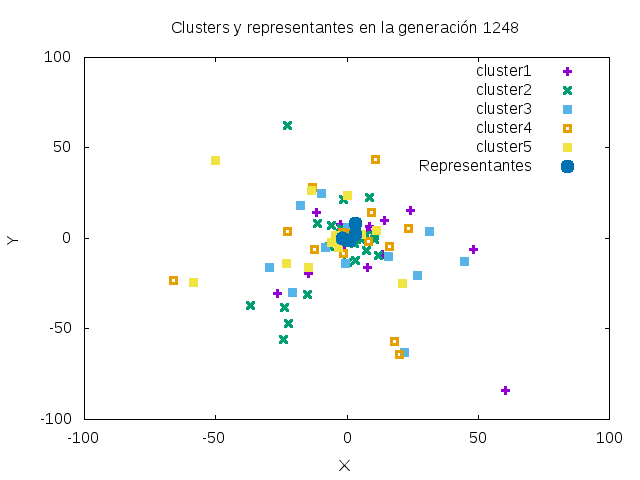 Clusters y representantes en la generación 1248
100
50
0
-50
-100
-100
-50
0
50
100
X
Y
cluster1
cluster2
cluster3
cluster4
cluster5
Representantes